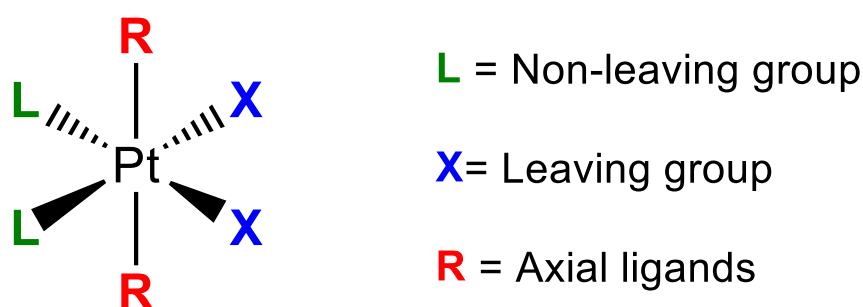 R
L X
Pt
L X
R
L = Non-leaving group
X= Leaving group
R = Axial ligands